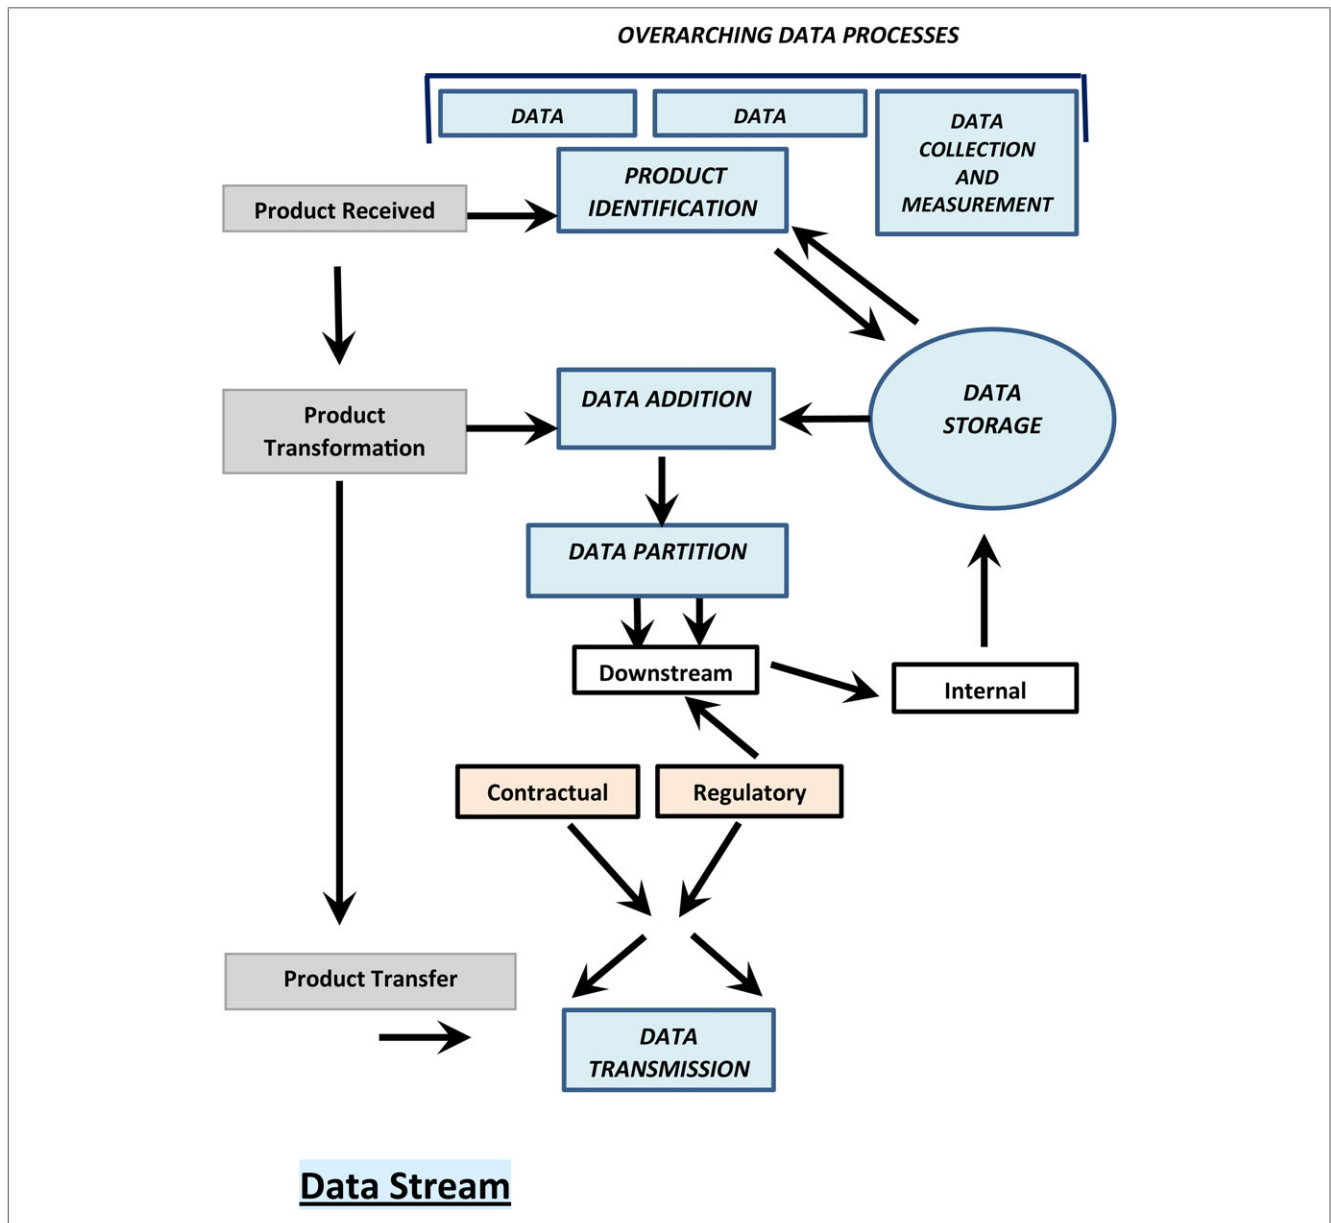 OVERARCHING DATA PROCESSES
DATA
DATA
DATA
COLLECTION
AND
MEASUREMENT
PRODUCT
IDENTIFICATION
Product Received
DATA
STORAGE
Product
Transformation
DATA ADDITION
DATA PARTITION
Downstream
Internal
Contractual
Regulatory
Product Transfer
DATA
TRANSMISSION
Data Stream